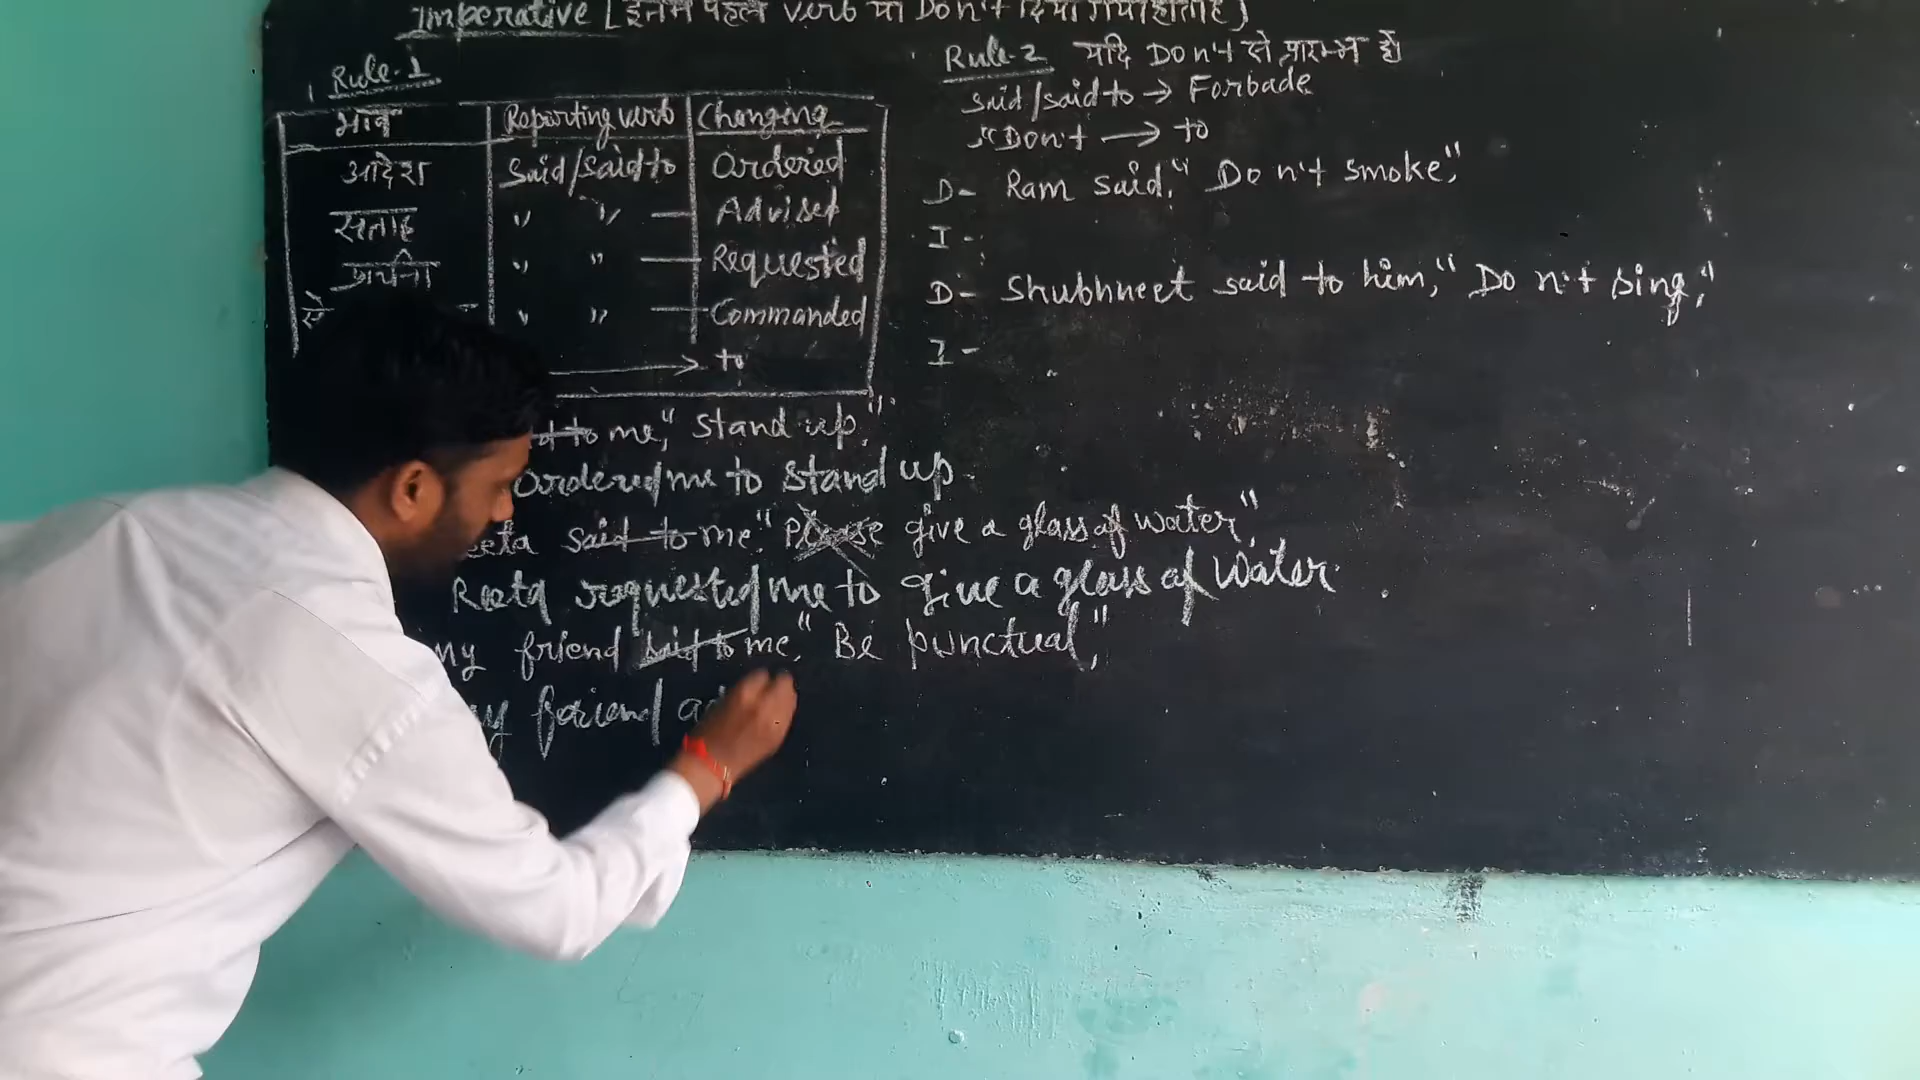 Imperative [इनमें पहले verb या Don't दिया गया होता है]
Rule-1
भाव Reporting verb Changing
आदेश Said/Said to Ordered
सलाह " " — Advised
प्रार्थना " " — Requested
से " " — Commanded
→ to
to me," Stand up."
ordered me to stand up.
eeta said to me," Please give a glass of water"
Reeta requested me to give a glass of water.
My friend said to me," Be punctual,"
my friend ad
Rule-2 यदि Don't से प्रारम्भ हो
Said/said to → Forbade
"Don't → to
D- Ram said," Don't smoke,"
I-
D- Shubhneet said to him," Don't sing,"
I-